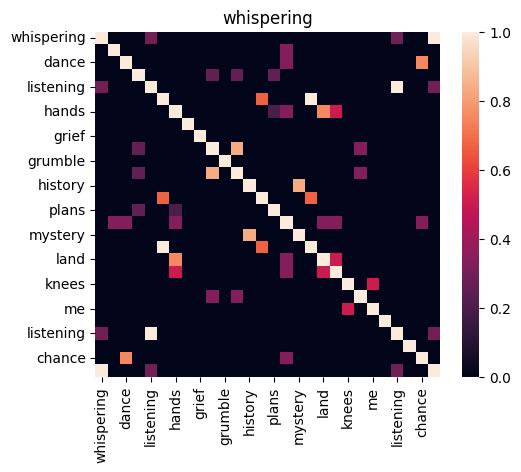 whispering
whispering
dance
listening
hands
grief
grumble
history
plans
mystery
land
knees
me
listening
chance
1.0
0.8
0.6
0.4
0.2
0.0
whispering
dance
listening
hands
grief
grumble
history
plans
mystery
land
knees
me
listening
chance